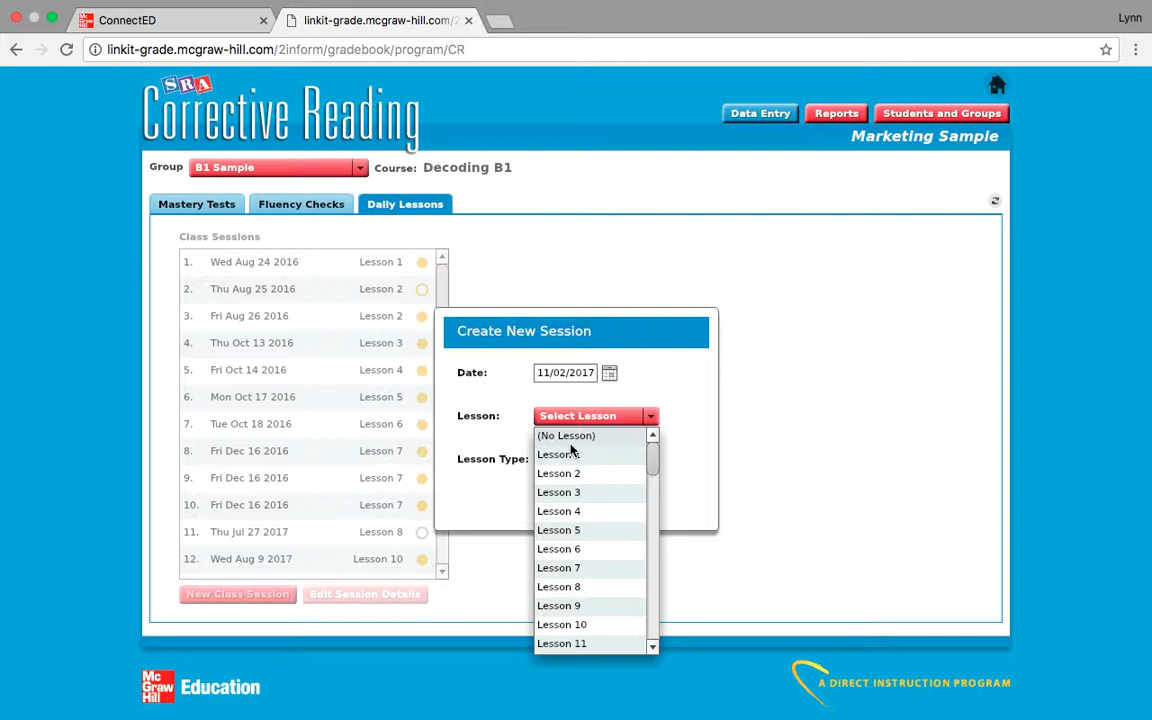 ConnectED
linkit-grade.mcgraw-hill.com/2
Lynn
linkit-grade.mcgraw-hill.com/2inform/gradebook/program/CR
SRA
Corrective Reading
Data Entry
Reports
Students and Groups
Marketing Sample
Group
B1 Sample
Course: Decoding B1
Mastery Tests
Fluency Checks
Daily Lessons
Class Sessions
1. Wed Aug 24 2016 Lesson 1
2. Thu Aug 25 2016 Lesson 2
3. Fri Aug 26 2016 Lesson 2
4. Thu Oct 13 2016 Lesson 3
5. Fri Oct 14 2016 Lesson 4
6. Mon Oct 17 2016 Lesson 5
7. Tue Oct 18 2016 Lesson 6
8. Fri Dec 16 2016 Lesson 7
9. Fri Dec 16 2016 Lesson 7
10. Fri Dec 16 2016 Lesson 7
11. Thu Jul 27 2017 Lesson 8
12. Wed Aug 9 2017 Lesson 10
New Class Session
Edit Session Details
Create New Session
Date: 11/02/2017
Lesson: Select Lesson
Lesson Type:
(No Lesson)
Lesson 1
Lesson 2
Lesson 3
Lesson 4
Lesson 5
Lesson 6
Lesson 7
Lesson 8
Lesson 9
Lesson 10
Lesson 11
Mc
Graw
Hill
Education
A DIRECT INSTRUCTION PROGRAM